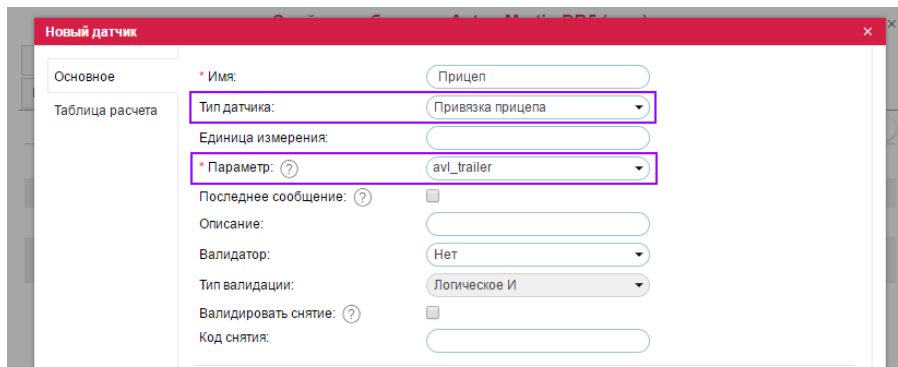 Новый датчик
Основное
Таблица расчета
* Имя: Прицеп
Тип датчика: Привязка прицепа
Единица измерения:
* Параметр: ? avl_trailer
Последнее сообщение: ?
Описание:
Валидатор: Нет
Тип валидации: Логическое И
Валидировать снятие: ?
Код снятия: